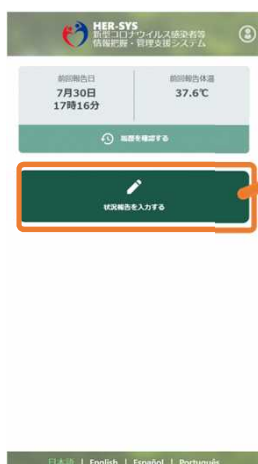 HER-SYS
新型コロナウイルス感染者等
情報把握・管理支援システム
前回報告日
7月30日
17時16分
前回報告体温
37.6℃
履歴を確認する
状況報告を入力する
日本語 | English | Español | Português